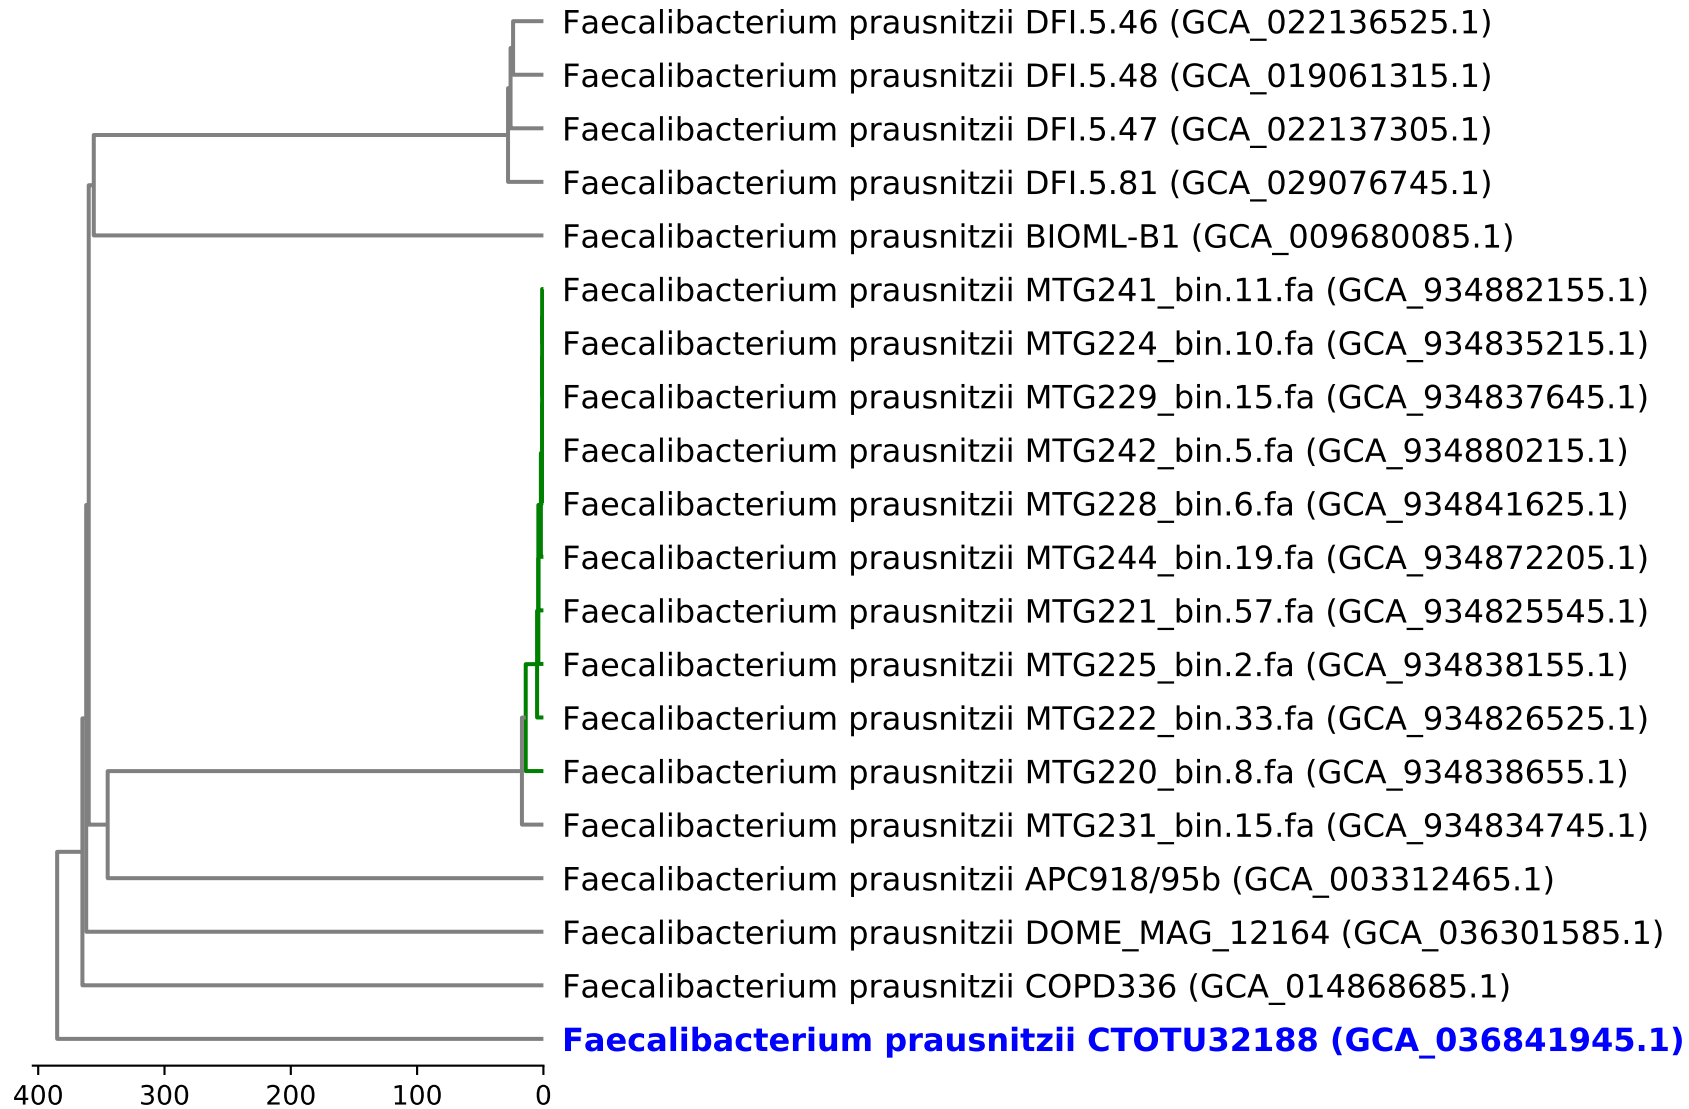 Faecalibacterium prausnitzii DFI.5.46 (GCA_022136525.1)
Faecalibacterium prausnitzii DFI.5.48 (GCA_019061315.1)
Faecalibacterium prausnitzii DFI.5.47 (GCA_022137305.1)
Faecalibacterium prausnitzii DFI.5.81 (GCA_029076745.1)
Faecalibacterium prausnitzii BIOML-B1 (GCA_009680085.1)
Faecalibacterium prausnitzii MTG241_bin.11.fa (GCA_934882155.1)
Faecalibacterium prausnitzii MTG224_bin.10.fa (GCA_934835215.1)
Faecalibacterium prausnitzii MTG229_bin.15.fa (GCA_934837645.1)
Faecalibacterium prausnitzii MTG242_bin.5.fa (GCA_934880215.1)
Faecalibacterium prausnitzii MTG228_bin.6.fa (GCA_934841625.1)
Faecalibacterium prausnitzii MTG244_bin.19.fa (GCA_934872205.1)
Faecalibacterium prausnitzii MTG221_bin.57.fa (GCA_934825545.1)
Faecalibacterium prausnitzii MTG225_bin.2.fa (GCA_934838155.1)
Faecalibacterium prausnitzii MTG222_bin.33.fa (GCA_934826525.1)
Faecalibacterium prausnitzii MTG220_bin.8.fa (GCA_934838655.1)
Faecalibacterium prausnitzii MTG231_bin.15.fa (GCA_934834745.1)
Faecalibacterium prausnitzii APC918/95b (GCA_003312465.1)
Faecalibacterium prausnitzii DOME_MAG_12164 (GCA_036301585.1)
Faecalibacterium prausnitzii COPD336 (GCA_014868685.1)
Faecalibacterium prausnitzii CTOTU32188 (GCA_036841945.1)
400 300 200 100 0